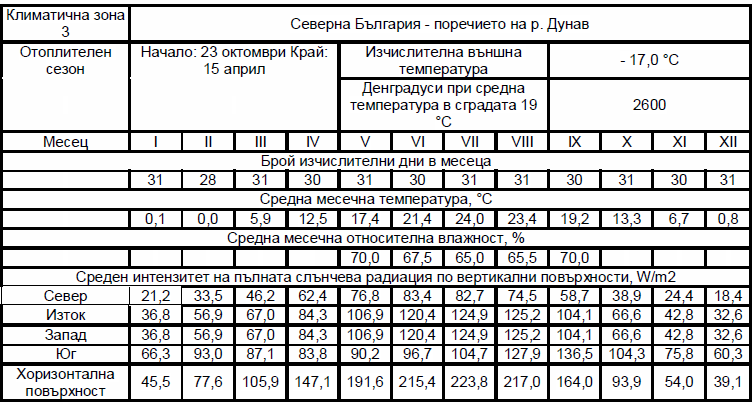 Климатична зона 3 Северна България - поречието на р. Дунав
Отоплителен сезон Начало: 23 октомври Край: 15 април Изчислителна външна температура - 17,0 °C
Денградуси при средна температура в сградата 19 °C 2600
Месец I II III IV V VI VII VIII IX X XI XII
Брой изчислителни дни в месеца
31 28 31 30 31 30 31 31 30 31 30 31
Средна месечна температура, °C
0,1 0,0 5,9 12,5 17,4 21,4 24,0 23,4 19,2 13,3 6,7 0,8
Средна месечна относителна влажност, %
70,0 67,5 65,0 65,5 70,0
Среден интензитет на пълната слънчева радиация по вертикални повърхности, W/m2
Север 21,2 33,5 46,2 62,4 76,8 83,4 82,7 74,5 58,7 38,9 24,4 18,4
Изток 36,8 56,9 67,0 84,3 106,9 120,4 124,9 125,2 104,1 66,6 42,8 32,6
Запад 36,8 56,9 67,0 84,3 106,9 120,4 124,9 125,2 104,1 66,6 42,8 32,6
Юг 66,3 93,0 87,1 83,8 90,2 96,7 104,7 127,9 136,5 104,3 75,8 60,3
Хоризонтална повърхност 45,5 77,6 105,9 147,1 191,6 215,4 223,8 217,0 164,0 93,9 54,0 39,1